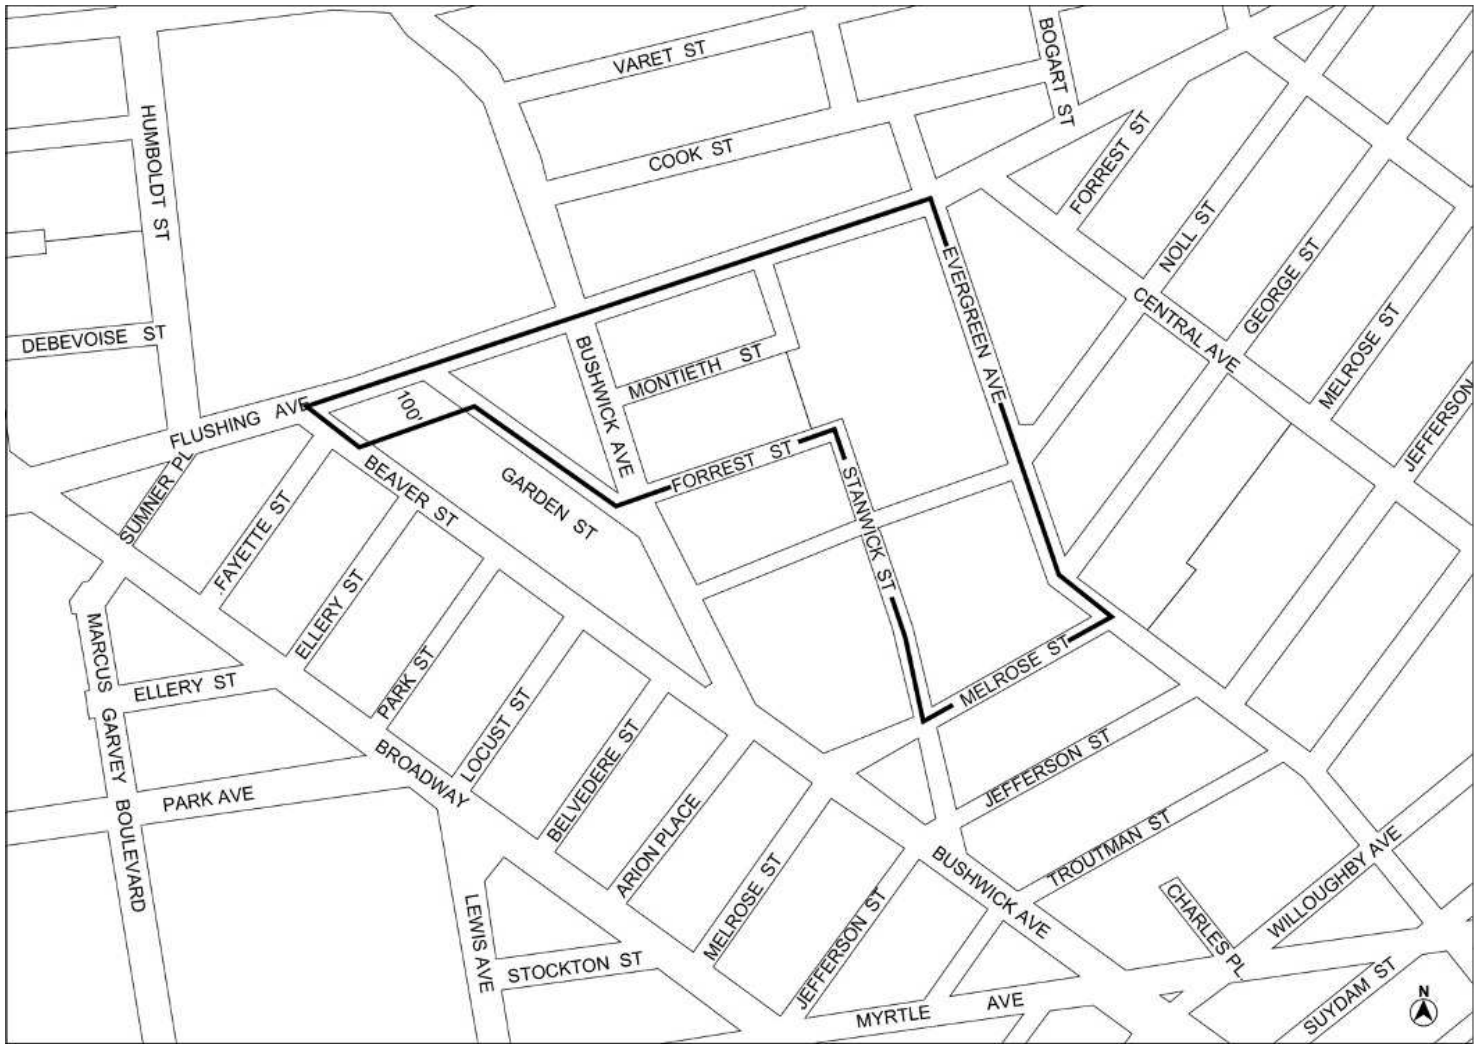 VARET ST
BOGART ST
HUMBOLDT ST
COOK ST
FORREST ST
NOLL ST
GEORGE ST
CENTRAL AVE
MELROSE ST
JEFFERSON
DEBEVOISE ST
EVERGREEN AVE
BUSHWICK AVE
MONTIETH ST
FLUSHING AVE
100'
SUMNER PL
FAYETTE ST
BEAVER ST
GARDEN ST
FORREST ST
STANWICK ST
ELLERY ST
MARCUS GARVEY BOULEVARD
ELLERY ST
PARK ST
LOCUST ST
BROADWAY
BELVEDERE ST
MELROSE ST
PARK AVE
ARION PLACE
JEFFERSON ST
TROUTMAN ST
BUSHWICK AVE
WILLOUGHBY AVE
CHARLES PL
LEWIS AVE
STOCKTON ST
MELROSE ST
JEFFERSON ST
MYRTLE AVE
SUYDAM ST
N